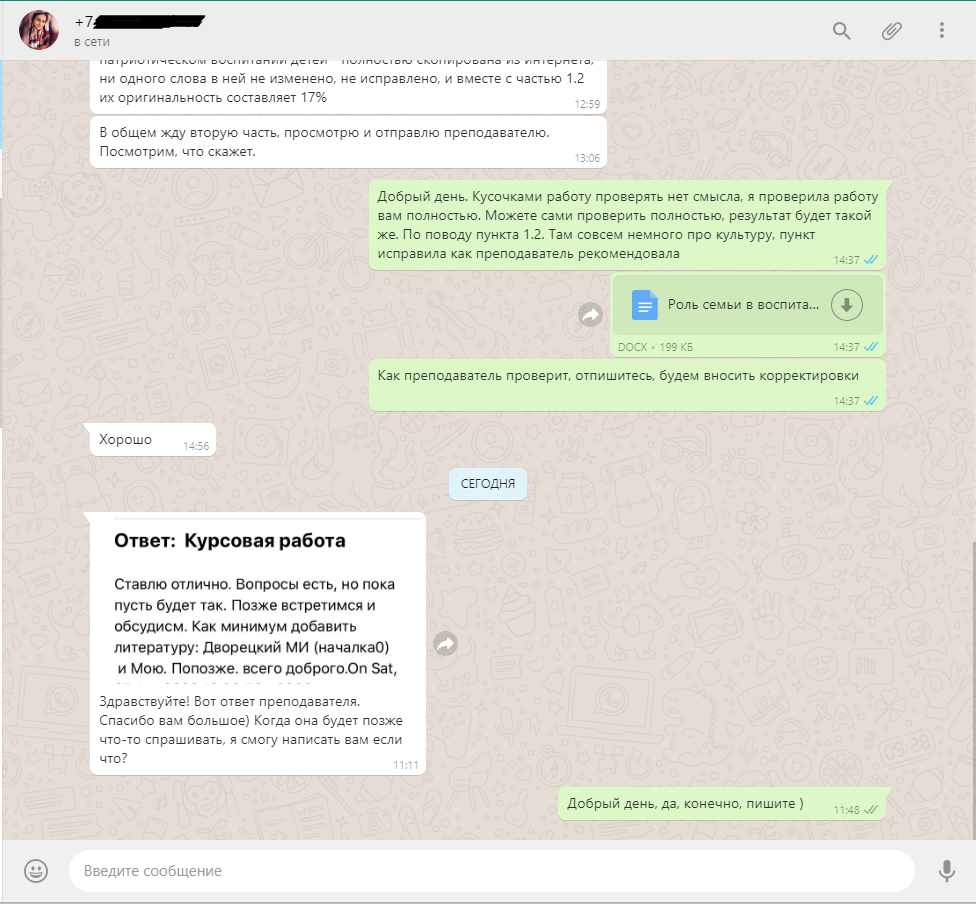 +7
в сети
патриотическом воспитании детей - полностью скопирована из интернета,
ни одного слова в ней не изменено, не исправлено, и вместе с частью 1.2
их оригинальность составляет 17%
12:59
В общем жду вторую часть, просмотрю и отправлю преподавателю.
Посмотрим, что скажет.
13:06
Добрый день. Кусочками работу проверять нет смысла, я проверила работу
вам полностью. Можете сами проверить полностью, результат будет такой
же. По поводу пункта 1.2. Там совсем немного про культуру, пункт
исправила как преподаватель рекомендовала
14:37
Роль семьи в воспита...
DOCX • 199 КБ
14:37
Как преподаватель проверит, отпишитесь, будем вносить корректировки
14:37
Хорошо
14:56
СЕГОДНЯ
Ответ: Курсовая работа
Ставлю отлично. Вопросы есть, но пока
пусть будет так. Позже встретимся и
обсудисм. Как минимум добавить
литературу: Дворецкий МИ (началка0)
и Мою. Попозже. всего доброго.On Sat,
Здравствуйте! Вот ответ преподавателя.
Спасибо вам большое) Когда она будет позже
что-то спрашивать, я смогу написать вам если
что?
11:11
Добрый день, да, конечно, пишите )
11:48
Введите сообщение